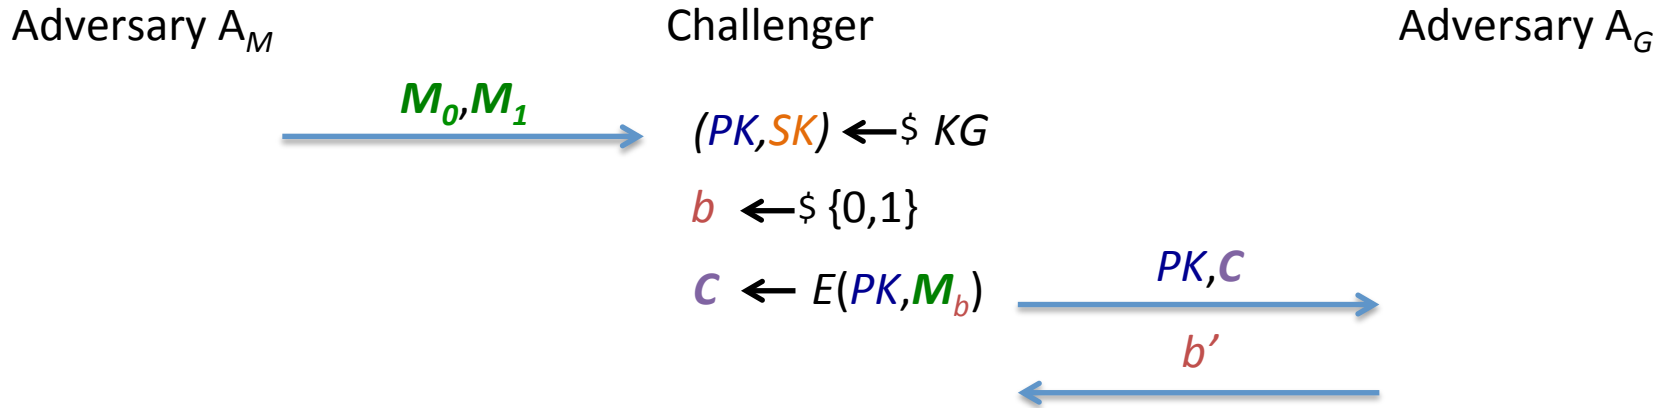 Adversary A_M Challenger Adversary A_G
M_0,M_1
(PK,SK) ←$ KG
b ←$ {0,1}
PK,C
C ← E(PK,M_b)
b’